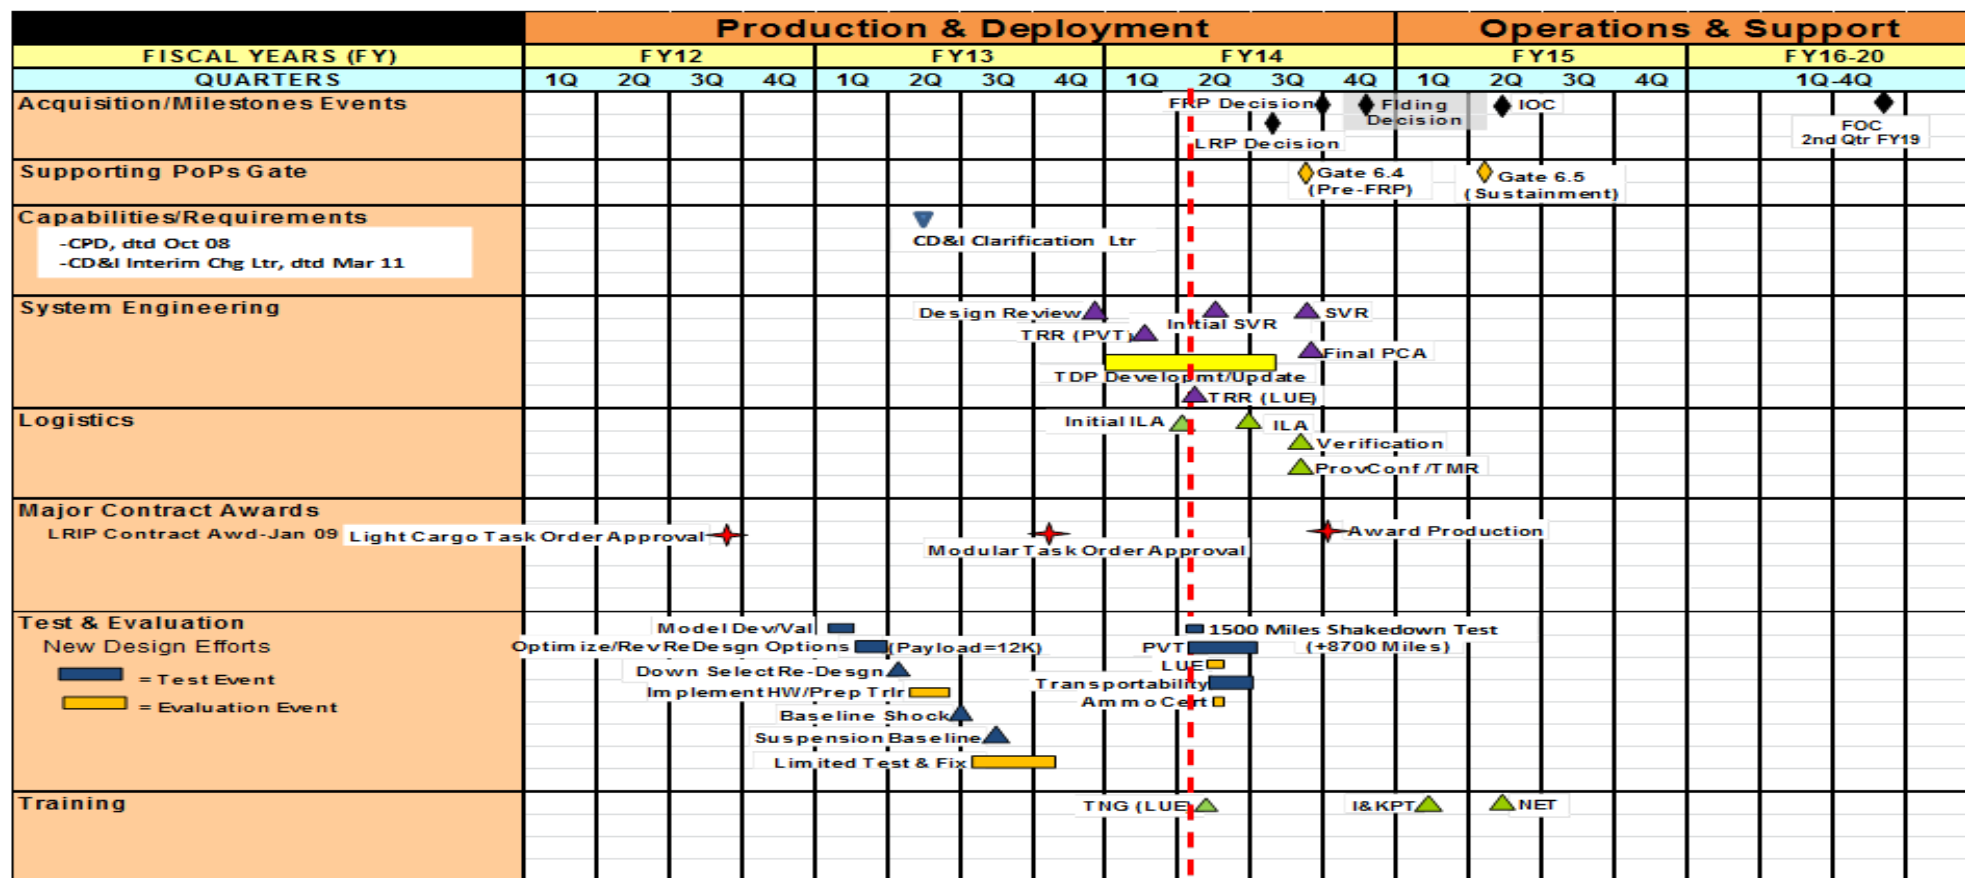 Production & Deployment
Operations & Support
FISCAL YEARS (FY)
FY12
FY13
FY14
FY15
FY16-20
QUARTERS
1Q 2Q 3Q 4Q 1Q 2Q 3Q 4Q 1Q 2Q 3Q 4Q 1Q 2Q 3Q 4Q 1Q-4Q
Acquisition/Milestones Events
FRP Decision
Flding
Decision
IOC
LRP Decision
FOC
2nd Qtr FY19
Supporting PoPs Gate
Gate 6.4
(Pre-FRP)
Gate 6.5
(Sustainment)
Capabilities/Requirements
-CPD, dtd Oct 08
-CD&I Interim Chg Ltr, dtd Mar 11
CD&I Clarification Ltr
System Engineering
Design Review
Initial SVR
SVR
TRR (PVT)
Final PCA
TDP Developmt/Update
TRR (LUE)
Logistics
Initial ILA
ILA
Verification
ProvConf/TMR
Major Contract Awards
LRIP Contract Awd-Jan 09
Light Cargo Task Order Approval
Modular Task Order Approval
Award Production
Test & Evaluation
New Design Efforts
= Test Event
= Evaluation Event
Model Dev/Val
Optimize/Rev ReDesgn Options
(Payload=12K)
Down Select Re-Desgn
Implement HW/Prep Trlr
Baseline Shock
Suspension Baseline
Limited Test & Fix
1500 Miles Shakedown Test
PVT
(+8700 Miles)
LUE
Transportability
Ammo Cert
Training
TNG (LUE
I&KPT
NET